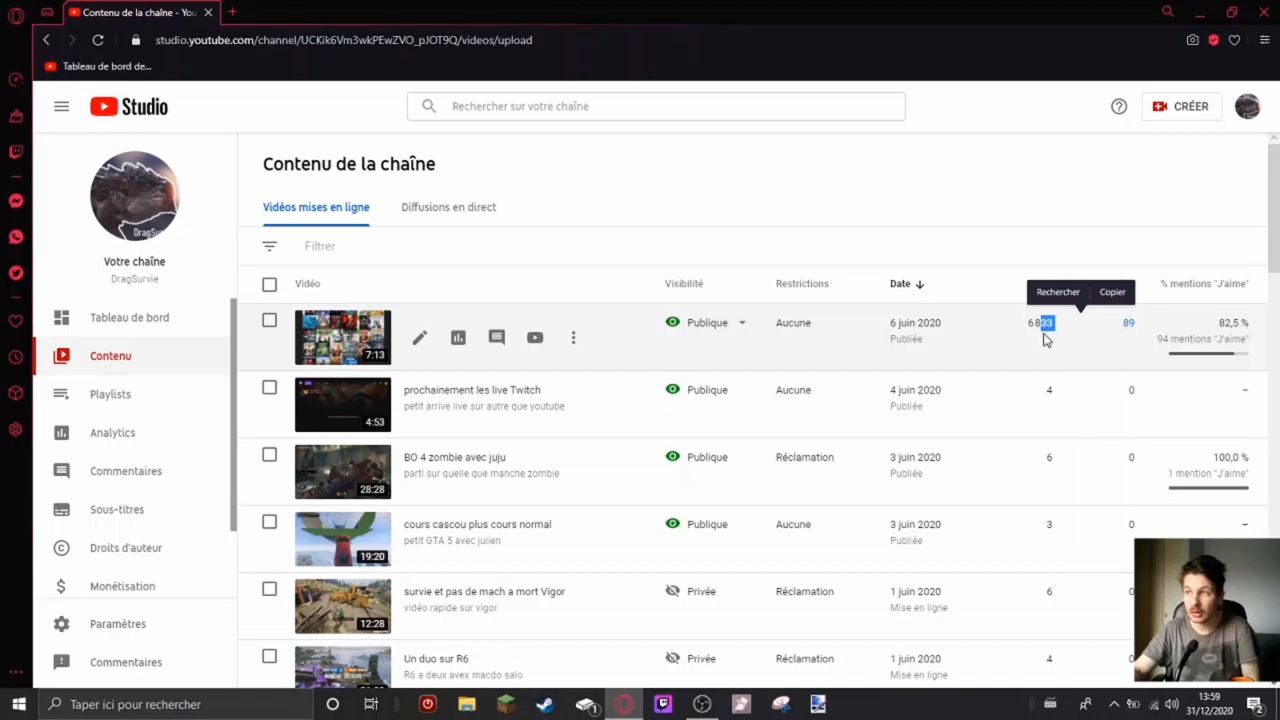 Contenu de la chaîne - You
studio.youtube.com/channel/UCKik6Vm3wkPEwZVO_pJOT9Q/videos/upload
Tableau de bord de...
Studio
Rechercher sur votre chaîne
CRÉER
DragSur
Votre chaîne
DragSurvie
Tableau de bord
Contenu
Playlists
Analytics
Commentaires
Sous-titres
Droits d'auteur
Monétisation
Paramètres
Commentaires
Contenu de la chaîne
Vidéos mises en ligne
Diffusions en direct
Filtrer
Vidéo
Visibilité
Restrictions
Date
Rechercher
Copier
% mentions "J'aime"
7:13
Publique
Aucune
6 juin 2020
Publiée
6 833
89
82,5 %
94 mentions "J'aime"
4:53
prochainement les live Twitch
petit arrive live sur autre que youtube
Publique
Aucune
4 juin 2020
Publiée
4
0
–
28:28
BO 4 zombie avec juju
parti sur quelle que manche zombie
Publique
Réclamation
3 juin 2020
Publiée
6
0
100,0 %
1 mention "J'aime"
19:20
cours cascou plus cours normal
petit GTA 5 avec julien
Publique
Aucune
3 juin 2020
Publiée
3
0
–
12:28
survie et pas de mach a mort Vigor
vidéo rapide sur vigor
Privée
Réclamation
1 juin 2020
Mise en ligne
6
Un duo sur R6
R6 a deux avec macdo salo
Privée
Réclamation
1 juin 2020
Mise en ligne
Taper ici pour rechercher
13:59
31/12/2020